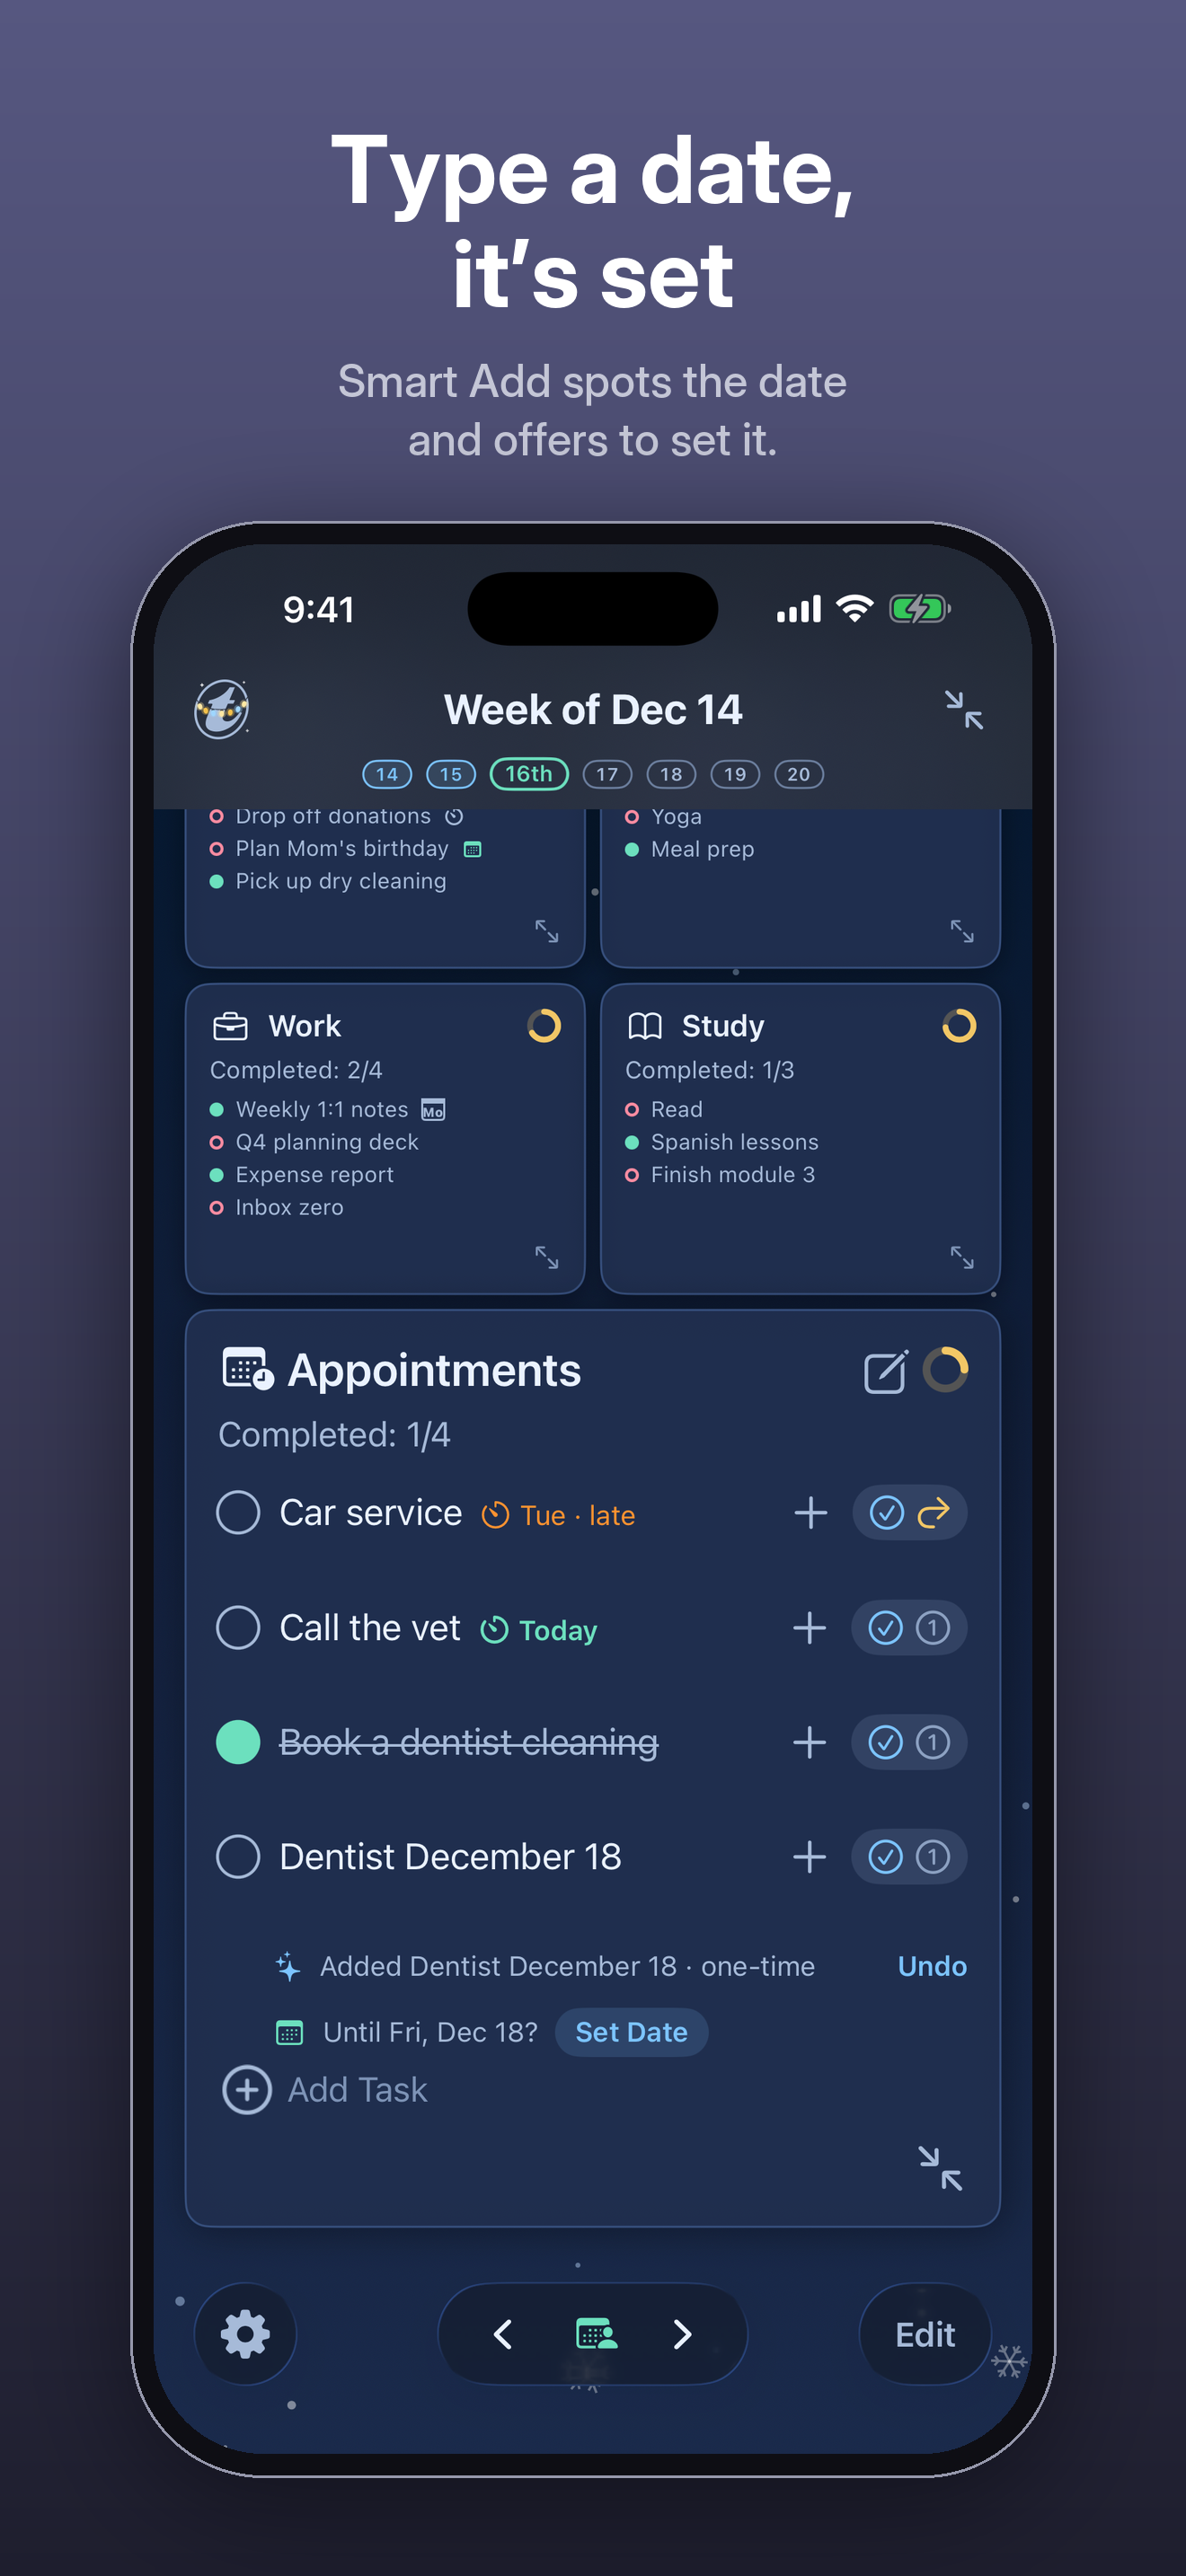 Type a date,
it's set
Smart Add spots the date
and offers to set it.
9:41
Week of Dec 14
14 15 16th 17 18 19 20
Drop off donations
Plan Mom's birthday
Pick up dry cleaning
Yoga
Meal prep
Work
Completed: 2/4
Weekly 1:1 notes Mo
Q4 planning deck
Expense report
Inbox zero
Study
Completed: 1/3
Read
Spanish lessons
Finish module 3
Appointments
Completed: 1/4
Car service Tue · late
Call the vet Today 1
Book a dentist cleaning 1
Dentist December 18 1
Added Dentist December 18 · one-time Undo
Until Fri, Dec 18? Set Date
Add Task
Edit